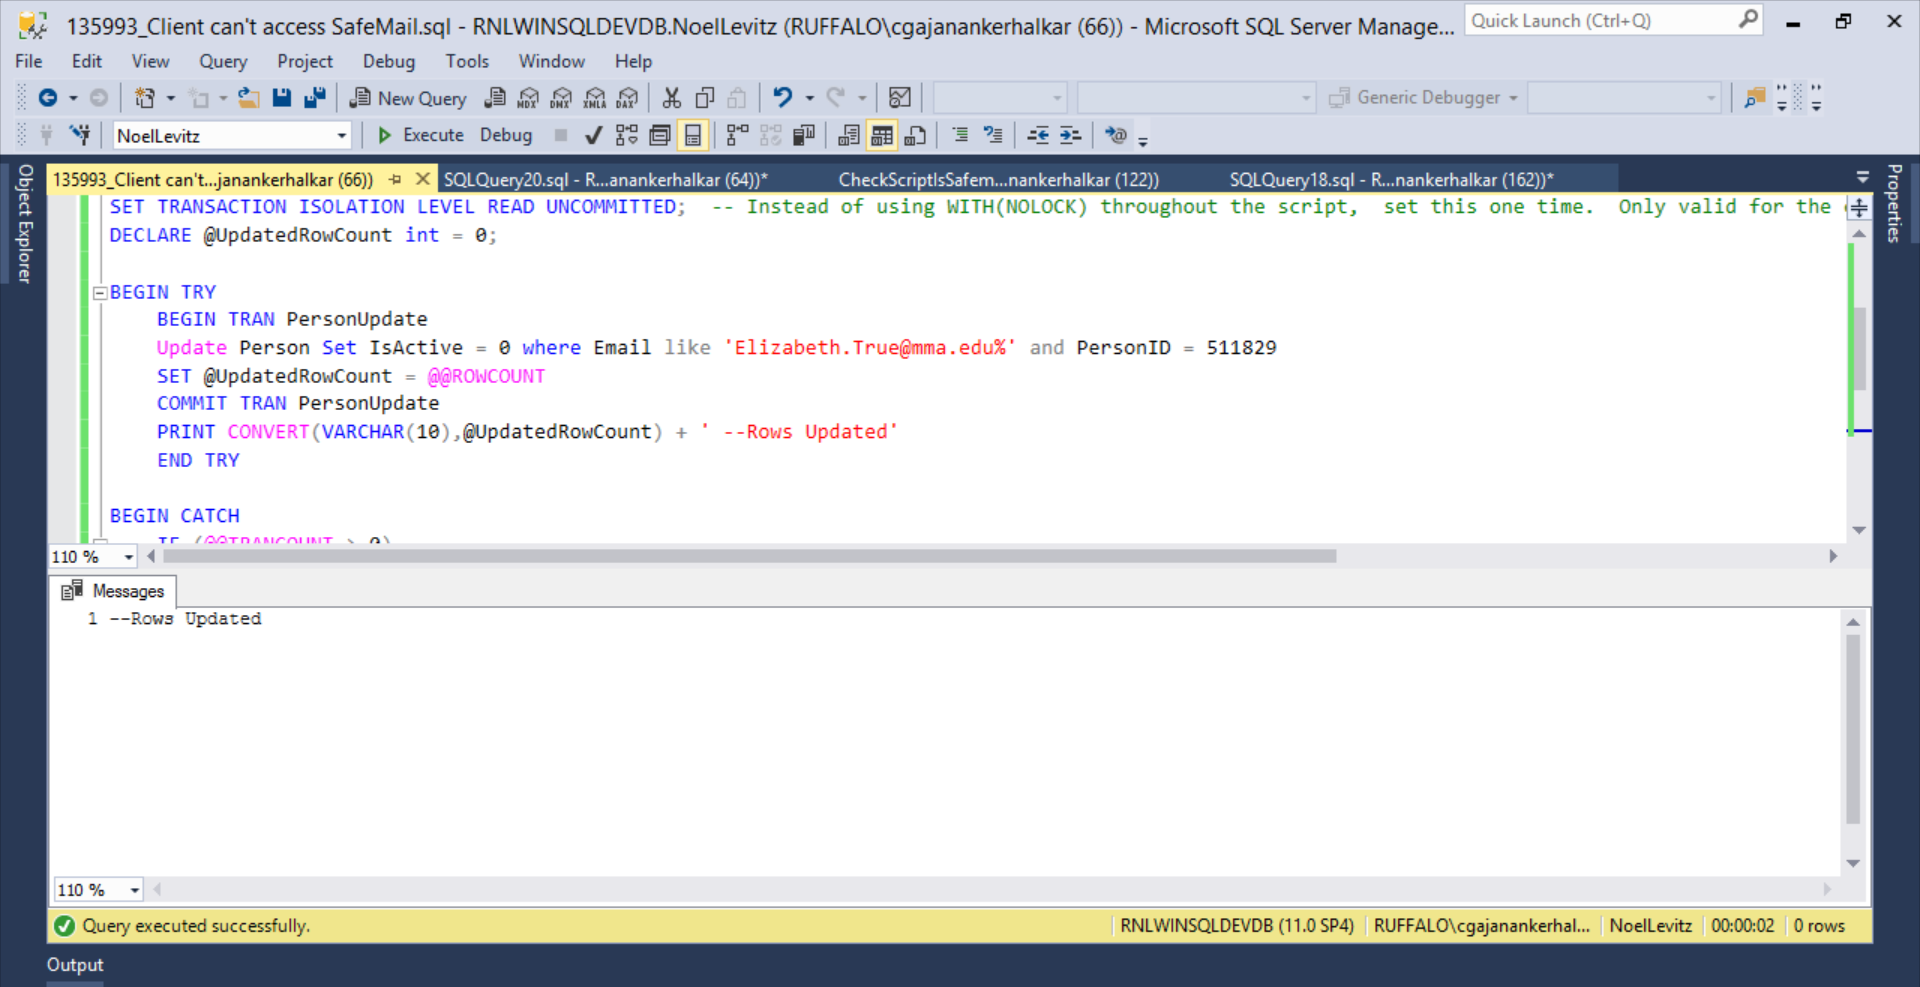 135993_Client can't access SafeMail.sql - RNLWINSQLDEVDB.NoelLevitz (RUFFALO\cgajanankerhalkar (66)) - Microsoft SQL Server Manage...
Quick Launch (Ctrl+Q)
File Edit View Query Project Debug Tools Window Help
New Query MDX DMX XMLA DAX Generic Debugger
NoelLevitz Execute Debug
Object Explorer
135993_Client can't...janankerhalkar (66)) SQLQuery20.sql - R...anankerhalkar (64))* CheckScriptIsSafem...nankerhalkar (122)) SQLQuery18.sql - R...nankerhalkar (162))*
Properties
SET TRANSACTION ISOLATION LEVEL READ UNCOMMITTED;  -- Instead of using WITH(NOLOCK) throughout the script,  set this one time.  Only valid for the
DECLARE @UpdatedRowCount int = 0;
BEGIN TRY
BEGIN TRAN PersonUpdate
Update Person Set IsActive = 0 where Email like 'Elizabeth.True@mma.edu%' and PersonID = 511829
SET @UpdatedRowCount = @@ROWCOUNT
COMMIT TRAN PersonUpdate
PRINT CONVERT(VARCHAR(10),@UpdatedRowCount) + ' --Rows Updated'
END TRY
BEGIN CATCH
IF (@@TRANCOUNT > 0)
110 %
Messages
1 --Rows Updated
110 %
Query executed successfully. RNLWINSQLDEVDB (11.0 SP4) RUFFALO\cgajanankerhal... NoelLevitz 00:00:02 0 rows
Output